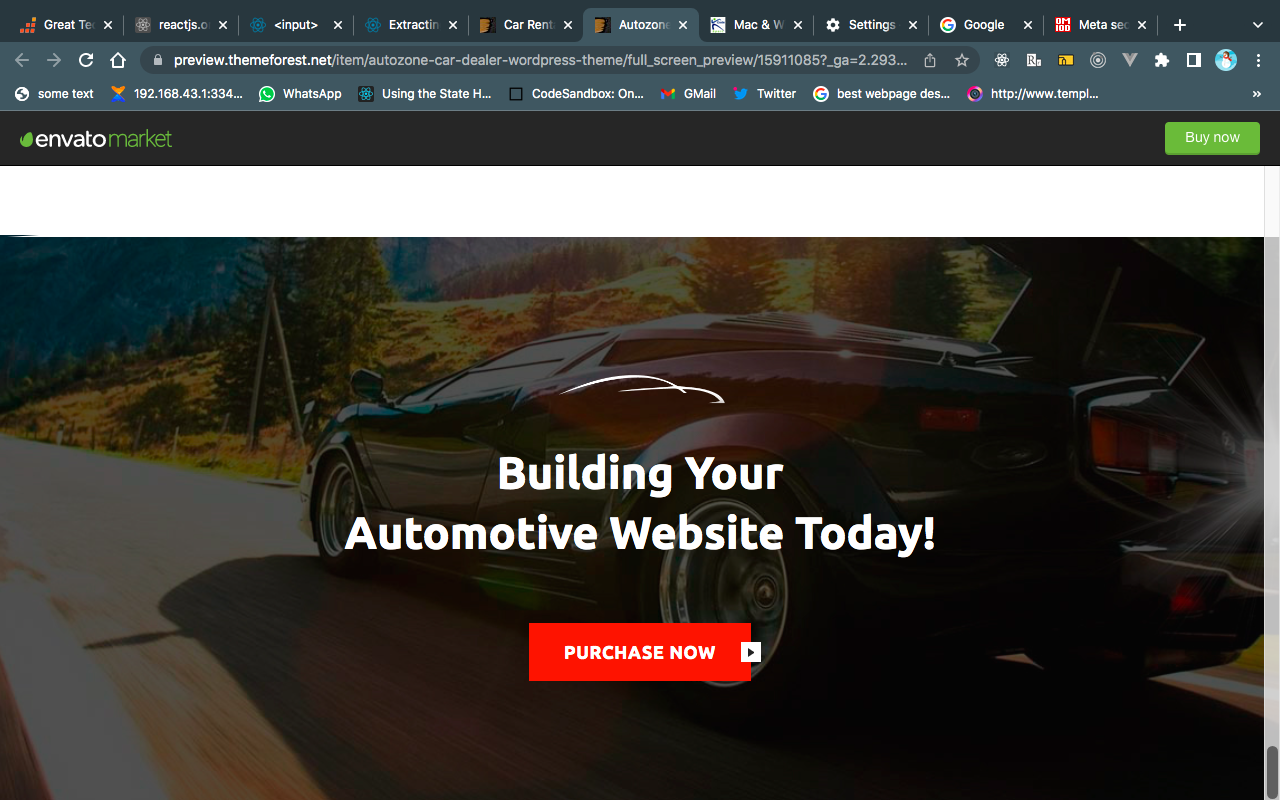 Great Te
reactjs.o
<input>
Extractin
Car Rent
Autozone
Mac & W
Settings
Google
Meta sec
preview.themeforest.net/item/autozone-car-dealer-wordpress-theme/full_screen_preview/15911085?_ga=2.293...
some text
192.168.43.1:334...
WhatsApp
Using the State H...
CodeSandbox: On...
GMail
Twitter
best webpage des...
http://www.templ...
»
envatomarket
Buy now
Building Your
Automotive Website Today!
PURCHASE NOW